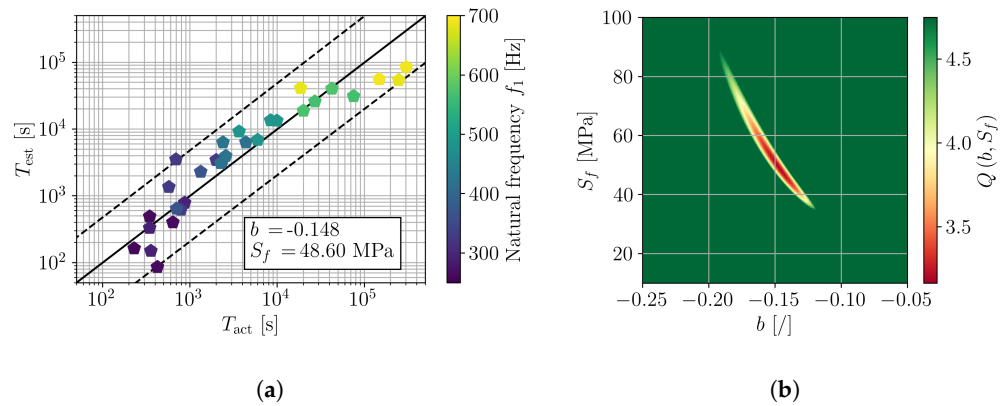 10^5
10^4
10^3
10^2
T_est [s]
10^2 10^3 10^4 10^5
T_act [s]
b = -0.148
S_f = 48.60 MPa
700
600
500
400
300
Natural frequency f_1 [Hz]
(a)
100
80
60
40
20
S_f [MPa]
−0.25 −0.20 −0.15 −0.10 −0.05
b [/]
4.5
4.0
3.5
Q (b, S_f)
(b)